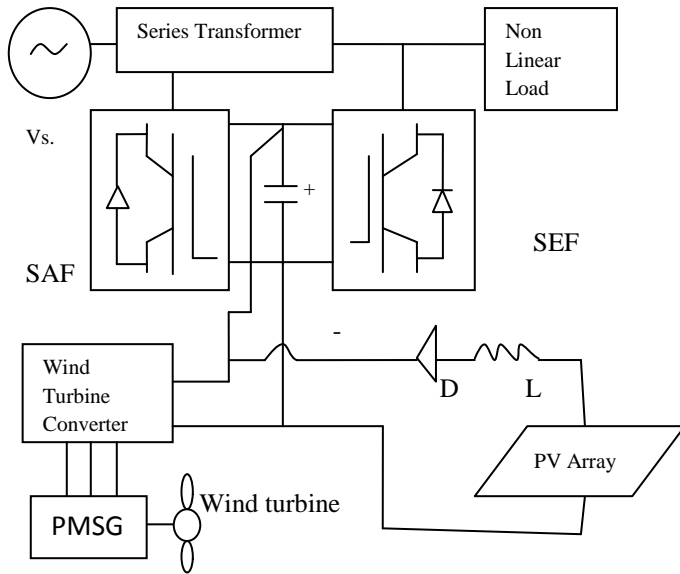 Series Transformer
Non
Linear
Load
Vs.
+
SAF
SEF
-
Wind
Turbine
Converter
D
L
PV Array
Wind turbine
PMSG